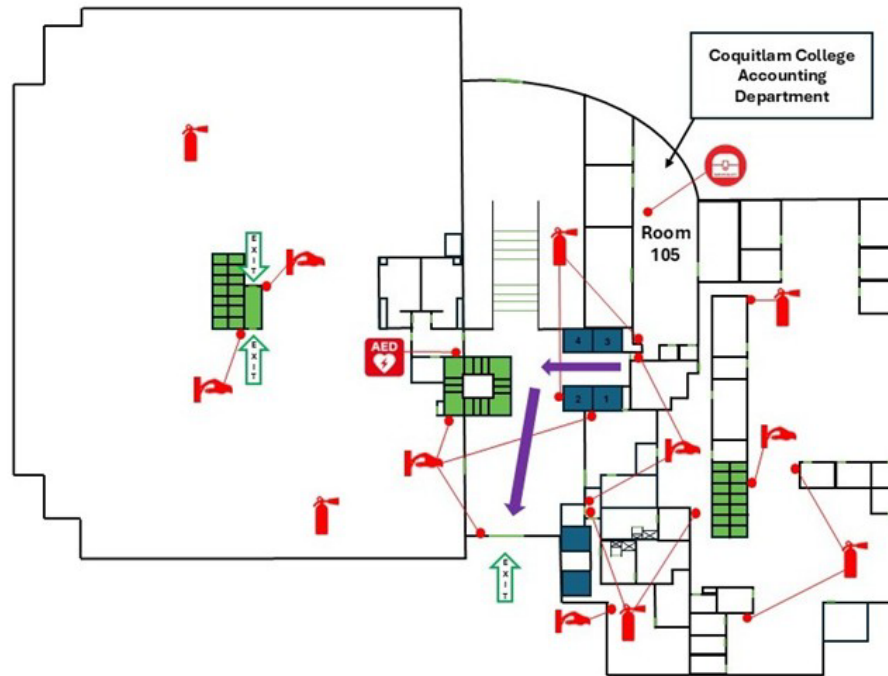 Coquitlam College
Accounting
Department
EXIT
Room
105
4
3
AED
EXIT
2
1
EXIT